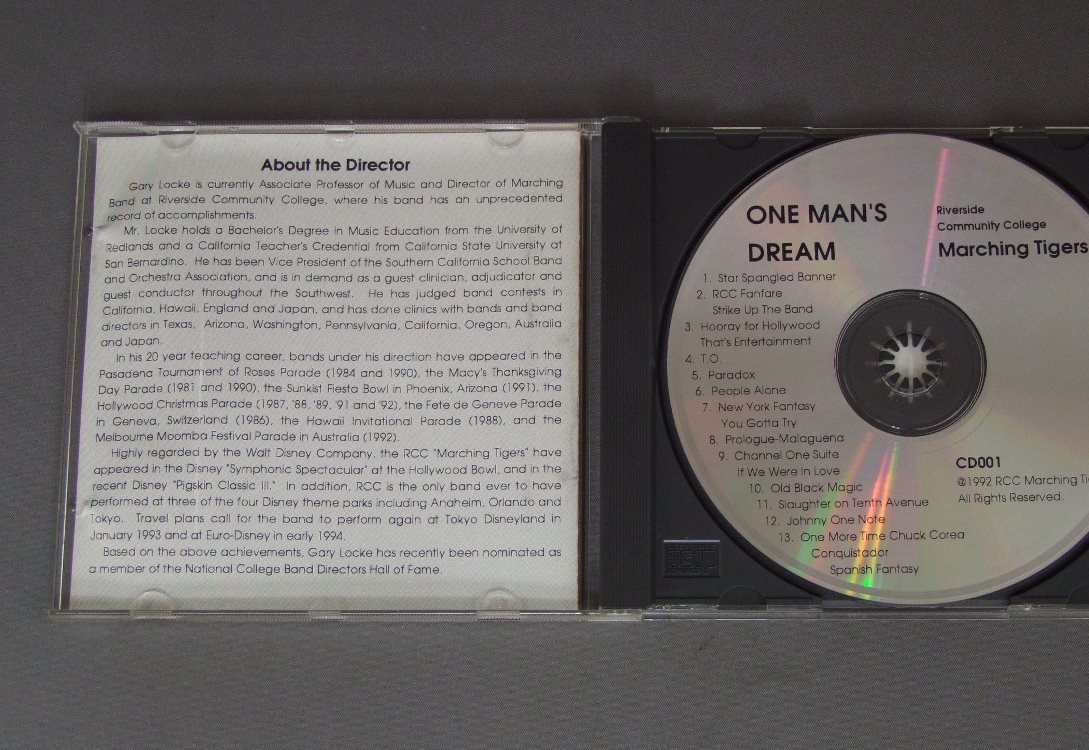 About the Director
Gary Locke is currently Associate Professor of Music and Director of Marching
Band at Riverside Community College, where his band has an unprecedented
record of accomplishments.
Mr. Locke holds a Bachelor's Degree in Music Education from the University of
Redlands and a California Teacher's Credential from California State University at
San Bernardino. He has been Vice President of the Southern California School Band
and Orchestra Association, and is in demand as a guest clinician, adjudicator and
guest conductor throughout the Southwest. He has judged band contests in
California, Hawaii, England and Japan, and has done clinics with bands and band
directors in Texas, Arizona, Washington, Pennsylvania, California, Oregon, Australia
and Japan.
In his 20 year teaching career, bands under his direction have appeared in the
Pasadena Tournament of Roses Parade (1984 and 1990), the Macy's Thanksgiving
Day Parade (1981 and 1990), the Sunkist Fiesta Bowl in Phoenix, Arizona (1991), the
Hollywood Christmas Parade (1987, '88, '89, '91 and '92), the Fete de Geneve Parade
in Geneva, Switzerland (1986), the Hawaii Invitational Parade (1988), and the
Melbourne Moomba Festival Parade in Australia (1992).
Highly regarded by the Walt Disney Company, the RCC "Marching Tigers" have
appeared in the Disney "Symphonic Spectacular" at the Hollywood Bowl, and in the
recent Disney "Pigskin Classic III." In addition, RCC is the only band ever to have
performed at three of the four Disney theme parks including Anaheim, Orlando and
Tokyo. Travel plans call for the band to perform again at Tokyo Disneyland in
January 1993 and at Euro-Disney in early 1994.
Based on the above achievements, Gary Locke has recently been nominated as
a member of the National College Band Directors Hall of Fame.
ONE MAN'S
DREAM
Riverside
Community College
Marching Tigers
1. Star Spangled Banner
2. RCC Fanfare
Strike Up The Band
3. Hooray for Hollywood
That's Entertainment
4. T.O.
5. Paradox
6. People Alone
7. New York Fantasy
You Gotta Try
8. Prologue-Malaguena
9. Channel One Suite
If We Were In Love
10. Old Black Magic
11. Slaughter on Tenth Avenue
12. Johnny One Note
13. One More Time Chuck Corea
Conquistador
Spanish Fantasy
CD001
@1992 RCC Marching Ti
All Rights Reserved.